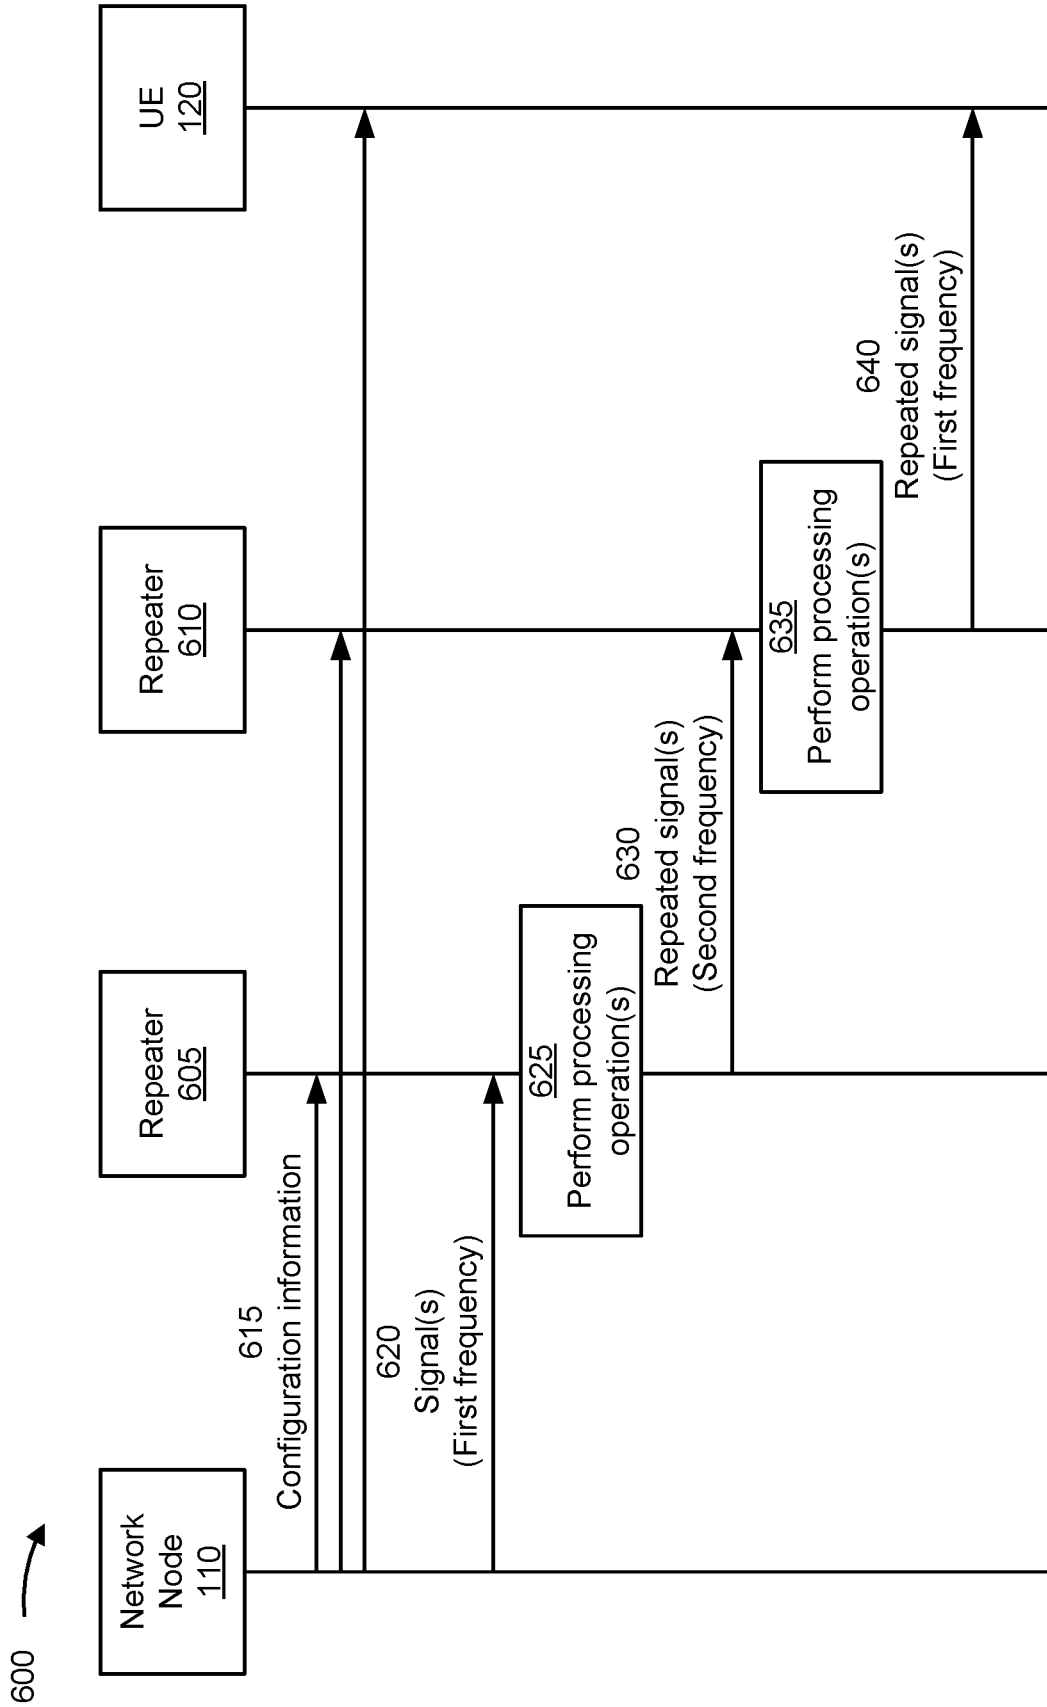 600
Network
Node
110
Repeater
605
Repeater
610
UE
120
615
Configuration information
620
Signal(s)
(First frequency)
625
Perform processing
operation(s)
630
Repeated signal(s)
(Second frequency)
635
Perform processing
operation(s)
640
Repeated signal(s)
(First frequency)